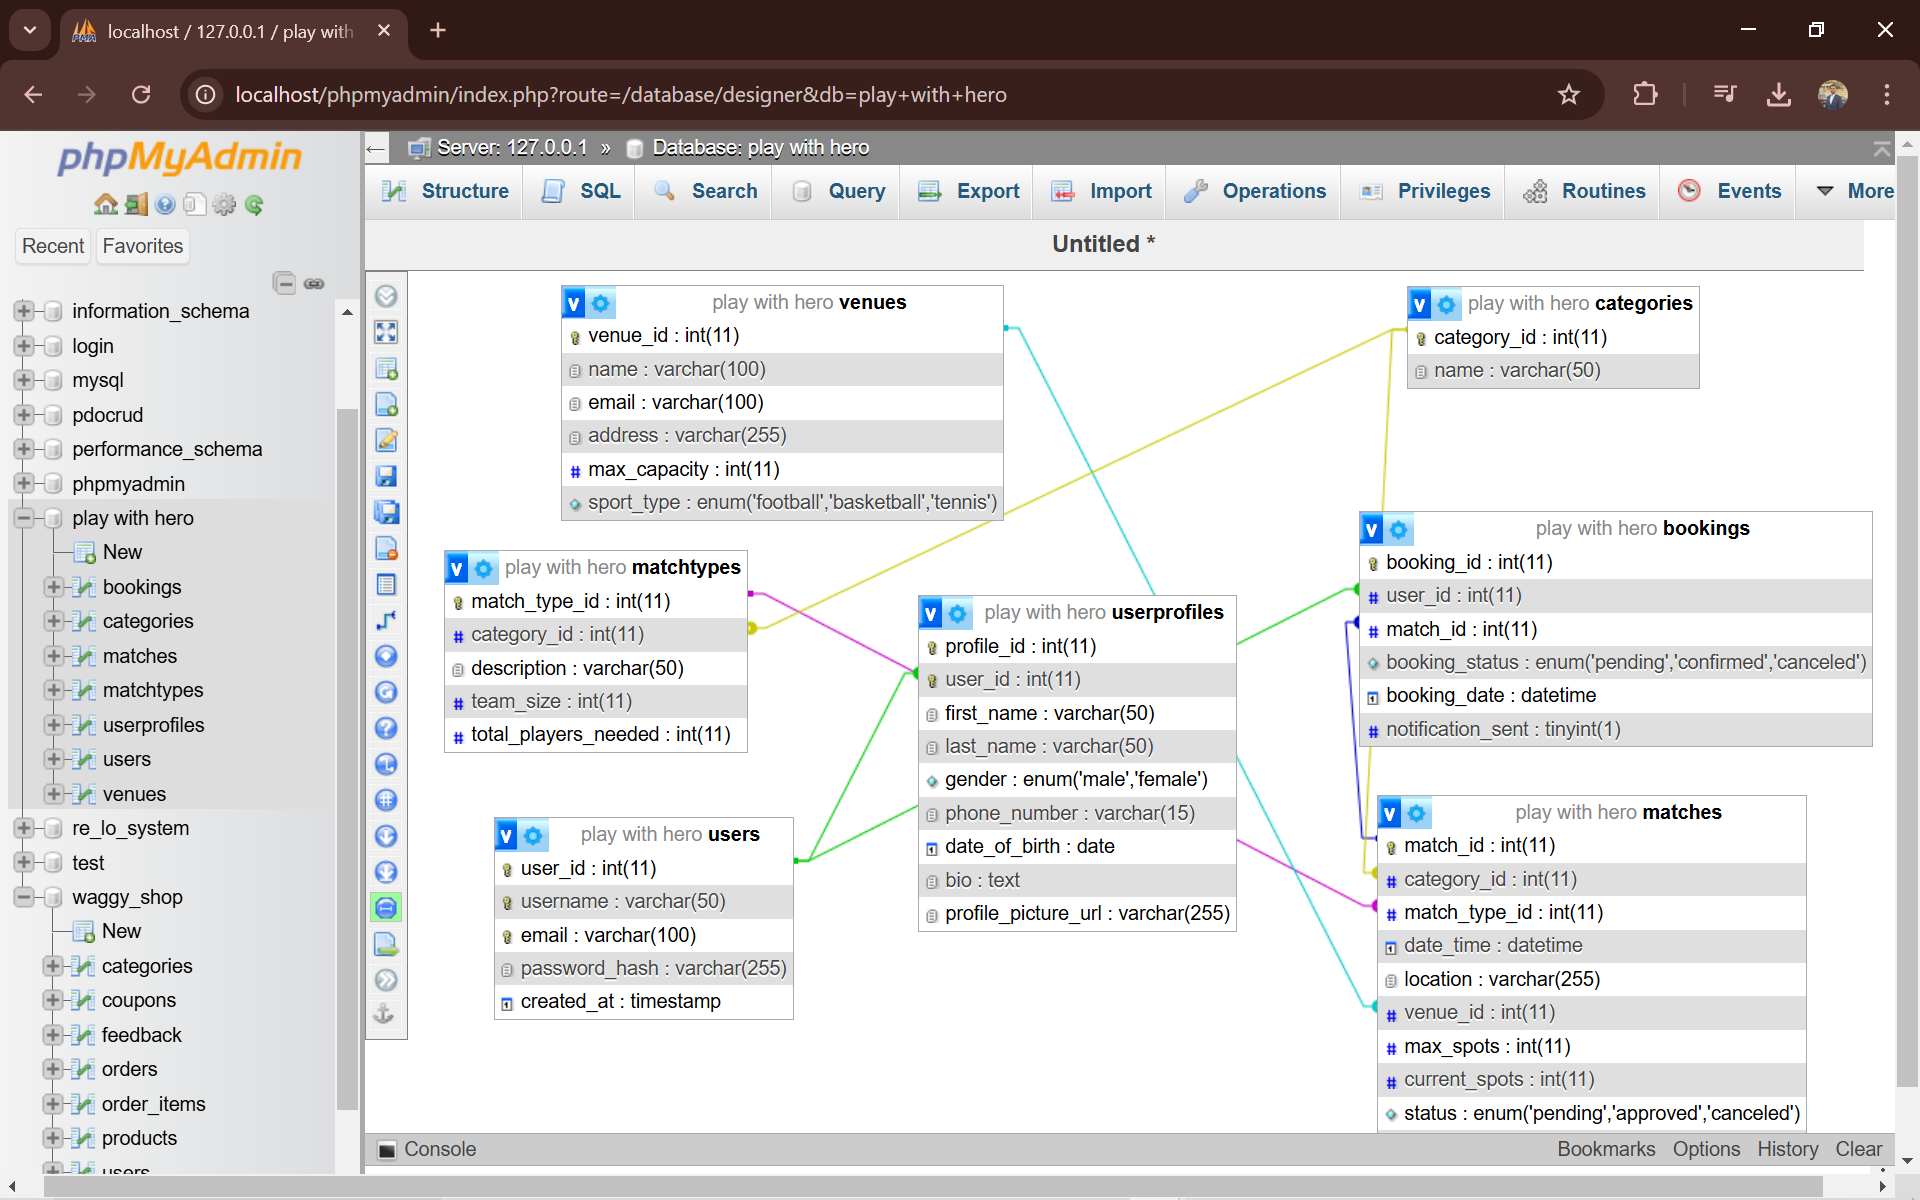 localhost / 127.0.0.1 / play with
localhost/phpmyadmin/index.php?route=/database/designer&db=play+with+hero
phpMyAdmin
Recent
Favorites
information_schema
login
mysql
pdocrud
performance_schema
phpmyadmin
play with hero
New
bookings
categories
matches
matchtypes
userprofiles
users
venues
re_lo_system
test
waggy_shop
New
categories
coupons
feedback
orders
order_items
products
users
Server: 127.0.0.1 » Database: play with hero
Structure
SQL
Search
Query
Export
Import
Operations
Privileges
Routines
Events
More
Untitled *
play with hero venues
venue_id : int(11)
name : varchar(100)
email : varchar(100)
address : varchar(255)
max_capacity : int(11)
sport_type : enum('football','basketball','tennis')
play with hero categories
category_id : int(11)
name : varchar(50)
play with hero matchtypes
match_type_id : int(11)
category_id : int(11)
description : varchar(50)
team_size : int(11)
total_players_needed : int(11)
play with hero userprofiles
profile_id : int(11)
user_id : int(11)
first_name : varchar(50)
last_name : varchar(50)
gender : enum('male','female')
phone_number : varchar(15)
date_of_birth : date
bio : text
profile_picture_url : varchar(255)
play with hero bookings
booking_id : int(11)
user_id : int(11)
match_id : int(11)
booking_status : enum('pending','confirmed','canceled')
booking_date : datetime
notification_sent : tinyint(1)
play with hero users
user_id : int(11)
username : varchar(50)
email : varchar(100)
password_hash : varchar(255)
created_at : timestamp
play with hero matches
match_id : int(11)
category_id : int(11)
match_type_id : int(11)
date_time : datetime
location : varchar(255)
venue_id : int(11)
max_spots : int(11)
current_spots : int(11)
status : enum('pending','approved','canceled')
Console
Bookmarks
Options
History
Clear